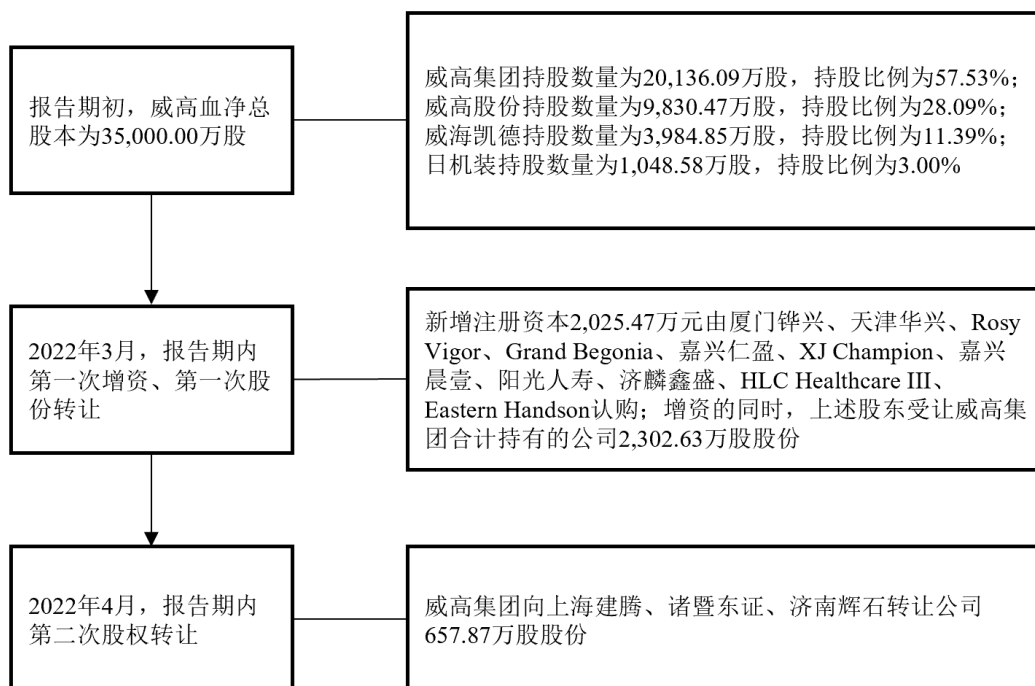 报告期初，威高血净总
股本为35,000.00万股
威高集团持股数量为20,136.09万股，持股比例为57.53%；
威高股份持股数量为9,830.47万股，持股比例为28.09%；
威海凯德持股数量为3,984.85万股，持股比例为11.39%；
日机装持股数量为1,048.58万股，持股比例为3.00%
2022年3月，报告期内
第一次增资、第一次股
份转让
新增注册资本2,025.47万元由厦门铧兴、天津华兴、Rosy
Vigor、Grand Begonia、嘉兴仁盈、XJ Champion、嘉兴
晨壹、阳光人寿、济麟鑫盛、HLC Healthcare III、
Eastern Handson认购；增资的同时，上述股东受让威高集
团合计持有的公司2,302.63万股股份
2022年4月，报告期内
第二次股权转让
威高集团向上海建腾、诸暨东证、济南辉石转让公司
657.87万股股份